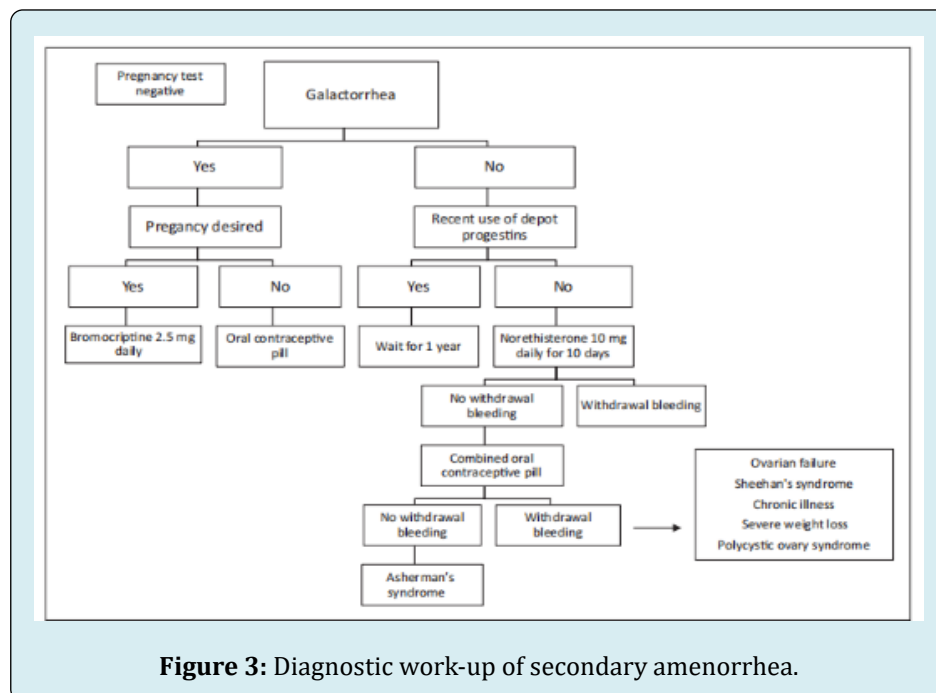 Pregnancy test
negative
Galactorrhea
Yes
No
Pregancy desired
Recent use of depot
progestins
Yes
No
Yes
No
Bromocriptine 2.5 mg
daily
Oral contraceptive
pill
Wait for 1 year
Norethisterone 10 mg
daily for 10 days
No withdrawal
bleeding
Withdrawal bleeding
Combined oral
contraceptive pill
No withdrawal
bleeding
Withdrawal
bleeding
Ovarian failure
Sheehan's syndrome
Chronic illness
Severe weight loss
Polycystic ovary syndrome
Asherman's
syndrome
Figure 3: Diagnostic work-up of secondary amenorrhea.